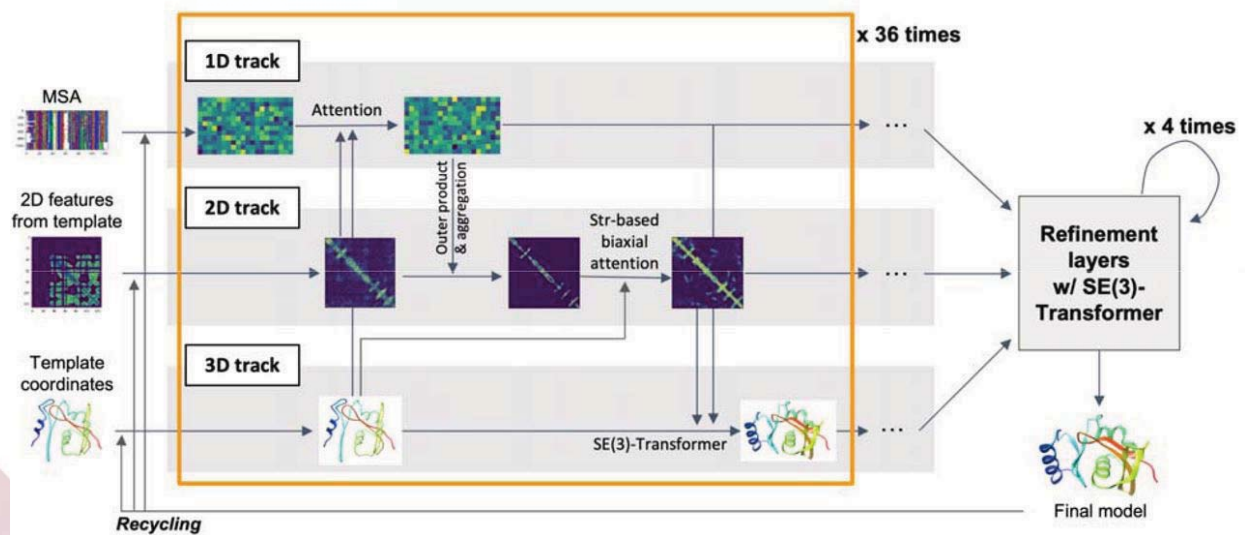 x 36 times
1D track
MSA
Attention
x 4 times
Outer product
& aggregation
2D track
2D features
from template
Str-based
biaxial
attention
...
Refinement
layers
w/ SE(3)-
Transformer
3D track
Template
coordinates
SE(3)-Transformer
...
...
Recycling
Final model